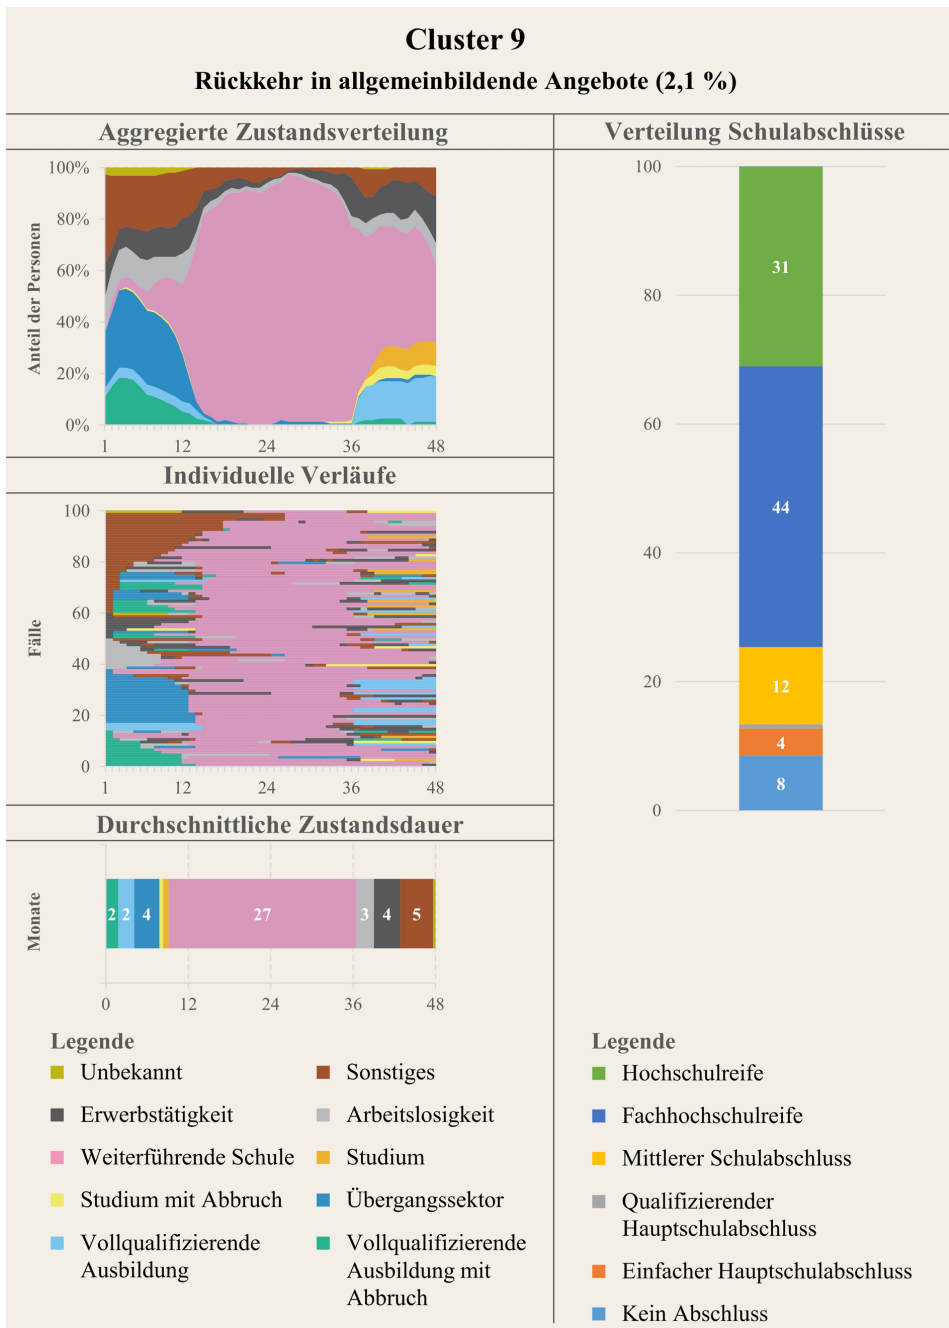 Cluster 9
Rückkehr in allgemeinbildende Angebote (2,1 %)
Aggregierte Zustandsverteilung
Anteil der Personen
100%
80%
60%
40%
20%
0%
1 12 24 36 48
Individuelle Verläufe
Fälle
100
80
60
40
20
0
1 12 24 36 48
Durchschnittliche Zustandsdauer
Monate
2 2 4 27 3 4 5
0 12 24 36 48
Legende
Unbekannt
Sonstiges
Erwerbstätigkeit
Arbeitslosigkeit
Weiterführende Schule
Studium
Studium mit Abbruch
Übergangssektor
Vollqualifizierende
Ausbildung
Vollqualifizierende
Ausbildung mit
Abbruch
Verteilung Schulabschlüsse
100
80
60
40
20
0
31
44
12
4
8
Legende
Hochschulreife
Fachhochschulreife
Mittlerer Schulabschluss
Qualifizierender
Hauptschulabschluss
Einfacher Hauptschulabschluss
Kein Abschluss